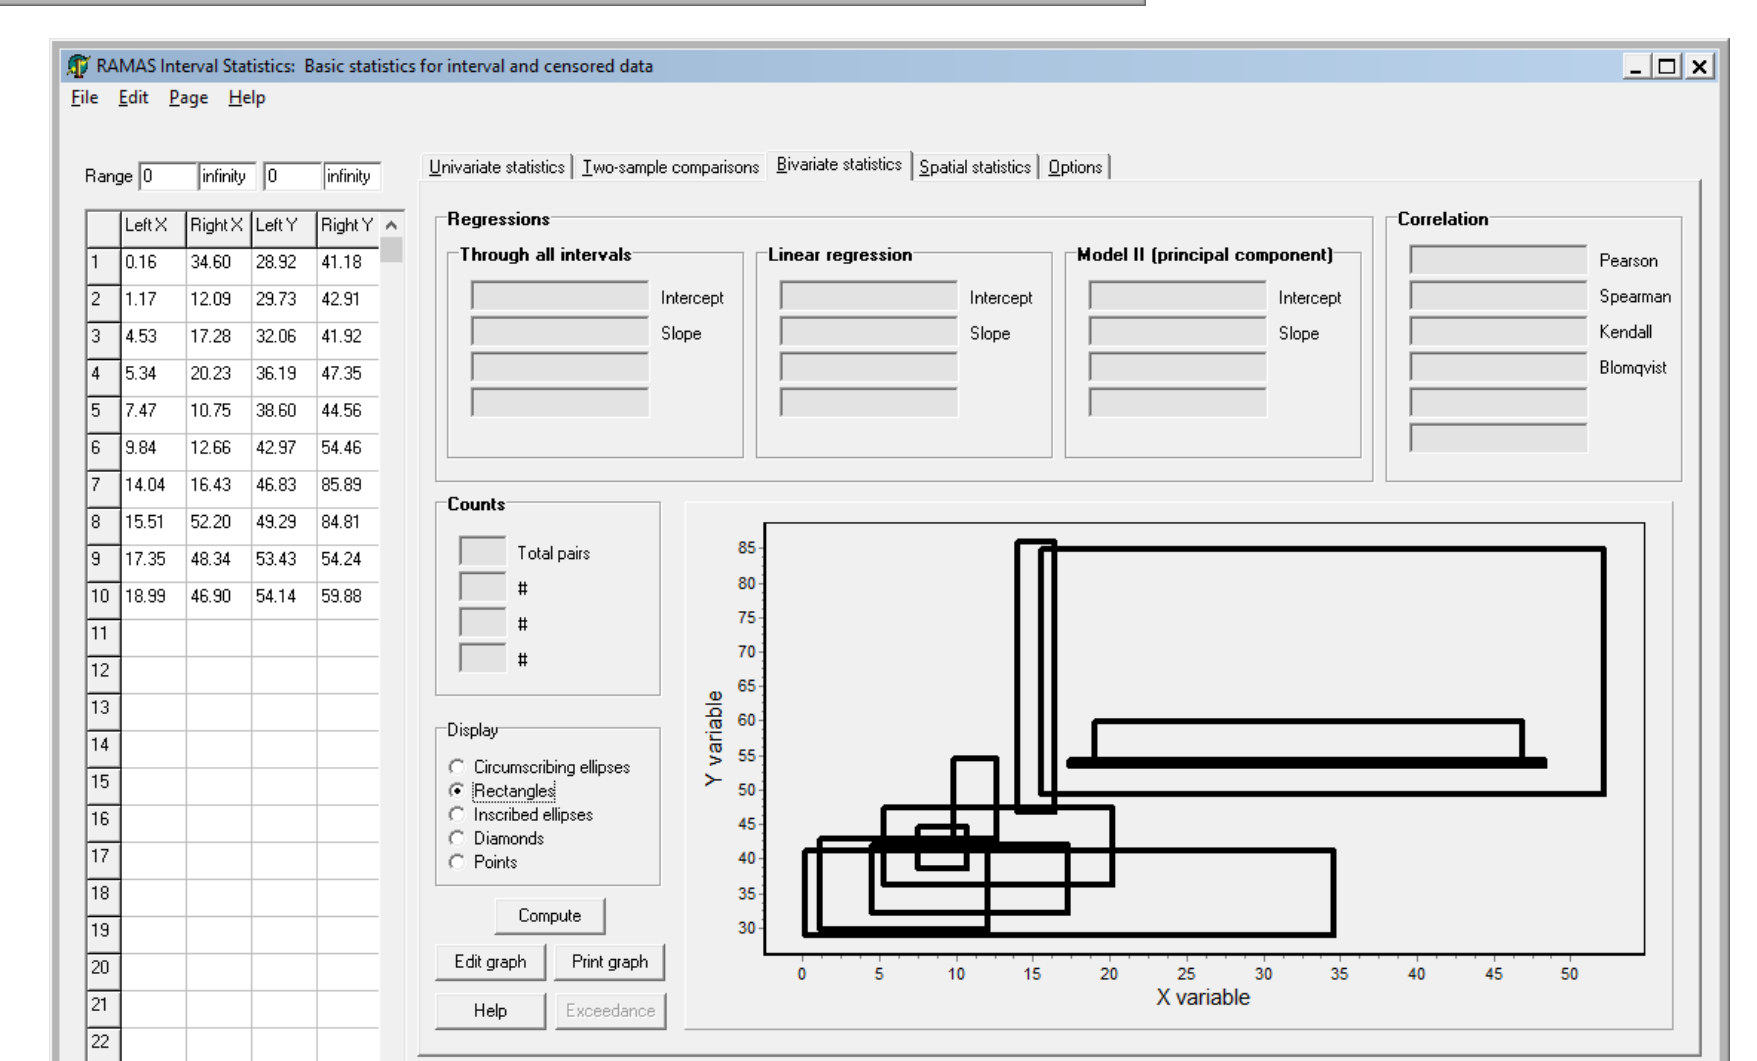 RAMAS Interval Statistics: Basic statistics for interval and censored data
File Edit Page Help
Range 0 infinity 0 infinity
Univariate statistics Two-sample comparisons Bivariate statistics Spatial statistics Options
Left X Right X Left Y Right Y
1 0.16 34.60 28.92 41.18
2 1.17 12.09 29.73 42.91
3 4.53 17.28 32.06 41.92
4 5.34 20.23 36.19 47.35
5 7.47 10.75 38.60 44.56
6 9.84 12.66 42.97 54.46
7 14.04 16.43 46.83 85.89
8 15.51 52.20 49.29 84.81
9 17.35 48.34 53.43 54.24
10 18.99 46.90 54.14 59.88
11
12
13
14
15
16
17
18
19
20
21
22
Regressions
Through all intervals
Intercept
Slope
Linear regression
Intercept
Slope
Model II (principal component)
Intercept
Slope
Correlation
Pearson
Spearman
Kendall
Blomqvist
Counts
Total pairs
#
#
#
Display
Circumscribing ellipses
Rectangles
Inscribed ellipses
Diamonds
Points
Compute
Edit graph Print graph
Help Exceedance
Y variable
85
80
75
70
65
60
55
50
45
40
35
30
0 5 10 15 20 25 30 35 40 45 50
X variable